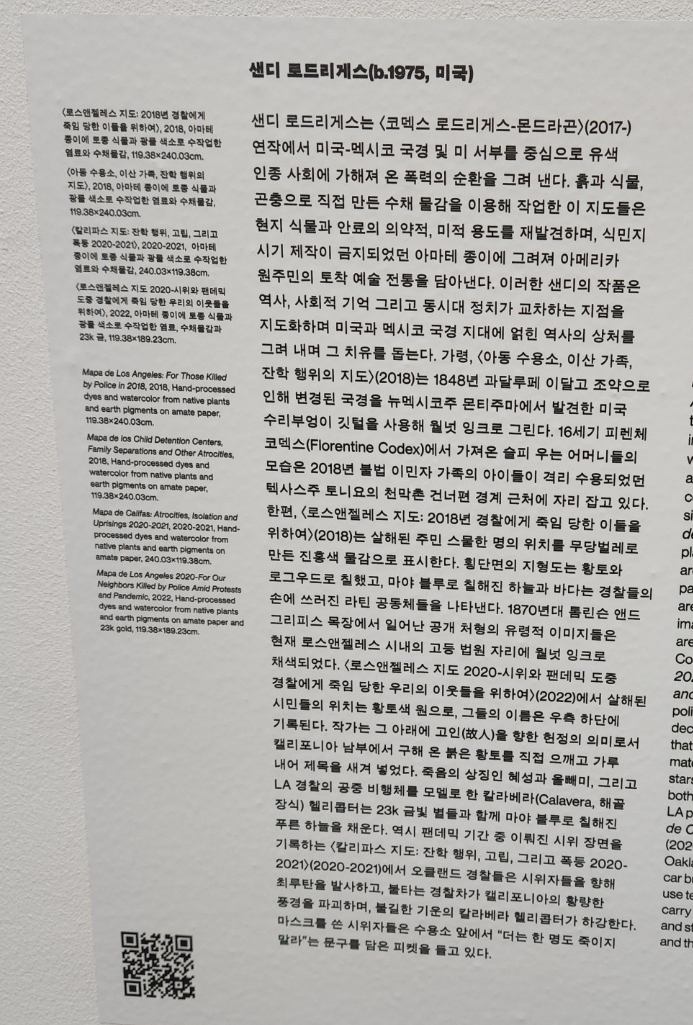 샌디 로드리게스(b.1975, 미국)
〈로스앤젤레스 지도: 2018년 경찰에게
죽임 당한 이들을 위하여〉, 2018, 아마테
종이에 토종 식물과 광물 색소로 수작업한
염료와 수채물감, 119.38×240.03cm.
〈아동 수용소, 이산 가족, 잔학 행위의
지도〉, 2018, 아마테 종이에 토종 식물과
광물 색소로 수작업한 염료와 수채물감,
119.38×240.03cm.
〈칼리파스 지도: 잔학 행위, 고립, 그리고
폭동 2020-2021〉, 2020-2021, 아마테
종이에 토종 식물과 광물 색소로 수작업한
염료와 수채물감, 240.03×119.38cm.
〈로스앤젤레스 지도 2020-시위와 팬데믹
도중 경찰에게 죽임 당한 우리의 이웃들을
위하여〉, 2022, 아마테 종이에 토종 식물과
광물 색소로 수작업한 염료, 수채물감과
23k 금, 119.38×189.23cm.
Mapa de Los Angeles: For Those Killed
by Police in 2018, 2018, Hand-processed
dyes and watercolor from native plants
and earth pigments on amate paper,
119.38×240.03cm.
Mapa de los Child Detention Centers,
Family Separations and Other Atrocities,
2018, Hand-processed dyes and
watercolor from native plants and
earth pigments on amate paper,
119.38×240.03cm.
Mapa de Califas: Atrocities, Isolation and
Uprisings 2020-2021, 2020-2021, Hand-
processed dyes and watercolor from
native plants and earth pigments on
amate paper, 240.03×119.38cm.
Mapa de Los Angeles 2020-For Our
Neighbors Killed by Police Amid Protests
and Pandemic, 2022, Hand-processed
dyes and watercolor from native plants
and earth pigments on amate paper and
23k gold, 119.38×189.23cm.
샌디 로드리게스는 〈코덱스 로드리게스-몬드라곤〉(2017-)
연작에서 미국-멕시코 국경 및 미 서부를 중심으로 유색
인종 사회에 가해져 온 폭력의 순환을 그려 낸다. 흙과 식물,
곤충으로 직접 만든 수채 물감을 이용해 작업한 이 지도들은
현지 식물과 안료의 의약적, 미적 용도를 재발견하며, 식민지
시기 제작이 금지되었던 아마테 종이에 그려져 아메리카
원주민의 토착 예술 전통을 담아낸다. 이러한 샌디의 작품은
역사, 사회적 기억 그리고 동시대 정치가 교차하는 지점을
지도화하며 미국과 멕시코 국경 지대에 얽힌 역사의 상처를
그려 내며 그 치유를 돕는다. 가령, 〈아동 수용소, 이산 가족,
잔학 행위의 지도〉(2018)는 1848년 과달루페 이달고 조약으로
인해 변경된 국경을 뉴멕시코주 몬티주마에서 발견한 미국
수리부엉이 깃털을 사용해 월넛 잉크로 그린다. 16세기 피렌체
코덱스(Florentine Codex)에서 가져온 슬피 우는 어머니들의
모습은 2018년 불법 이민자 가족의 아이들이 격리 수용되었던
텍사스주 토니요의 천막촌 건너편 경계 근처에 자리 잡고 있다.
한편, 〈로스앤젤레스 지도: 2018년 경찰에게 죽임 당한 이들을
위하여〉(2018)는 살해된 주민 스물한 명의 위치를 무당벌레로
만든 진홍색 물감으로 표시한다. 횡단면의 지형도는 황토와
로그우드로 칠했고, 마야 블루로 칠해진 하늘과 바다는 경찰들의
손에 쓰러진 라틴 공동체들을 나타낸다. 1870년대 톰린슨 앤드
그리피스 목장에서 일어난 공개 처형의 유령적 이미지들은
현재 로스앤젤레스 시내의 고등 법원 자리에 월넛 잉크로
채색되었다. 〈로스앤젤레스 지도 2020-시위와 팬데믹 도중
경찰에게 죽임 당한 우리의 이웃들을 위하여〉(2022)에서 살해된
시민들의 위치는 황토색 원으로, 그들의 이름은 우측 하단에
기록된다. 작가는 그 아래에 고인(故人)을 향한 헌정의 의미로서
캘리포니아 남부에서 구해 온 붉은 황토를 직접 으깨고 가루
내어 제목을 새겨 넣었다. 죽음의 상징인 혜성과 올빼미, 그리고
LA 경찰의 공중 비행체를 모델로 한 칼라베라(Calavera, 해골
장식) 헬리콥터는 23k 금빛 별들과 함께 마야 블루로 칠해진
푸른 하늘을 채운다. 역시 팬데믹 기간 중 이뤄진 시위 장면을
기록하는 〈칼리파스 지도: 잔학 행위, 고립, 그리고 폭동 2020-
2021〉(2020-2021)에서 오클랜드 경찰들은 시위자들을 향해
최루탄을 발사하고, 불타는 경찰차가 캘리포니아의 황량한
풍경을 파괴하며, 불길한 기운의 칼라베라 헬리콥터가 하강한다.
마스크를 쓴 시위자들은 수용소 앞에서 "더는 한 명도 죽이지
말라"는 문구를 담은 피켓을 들고 있다.